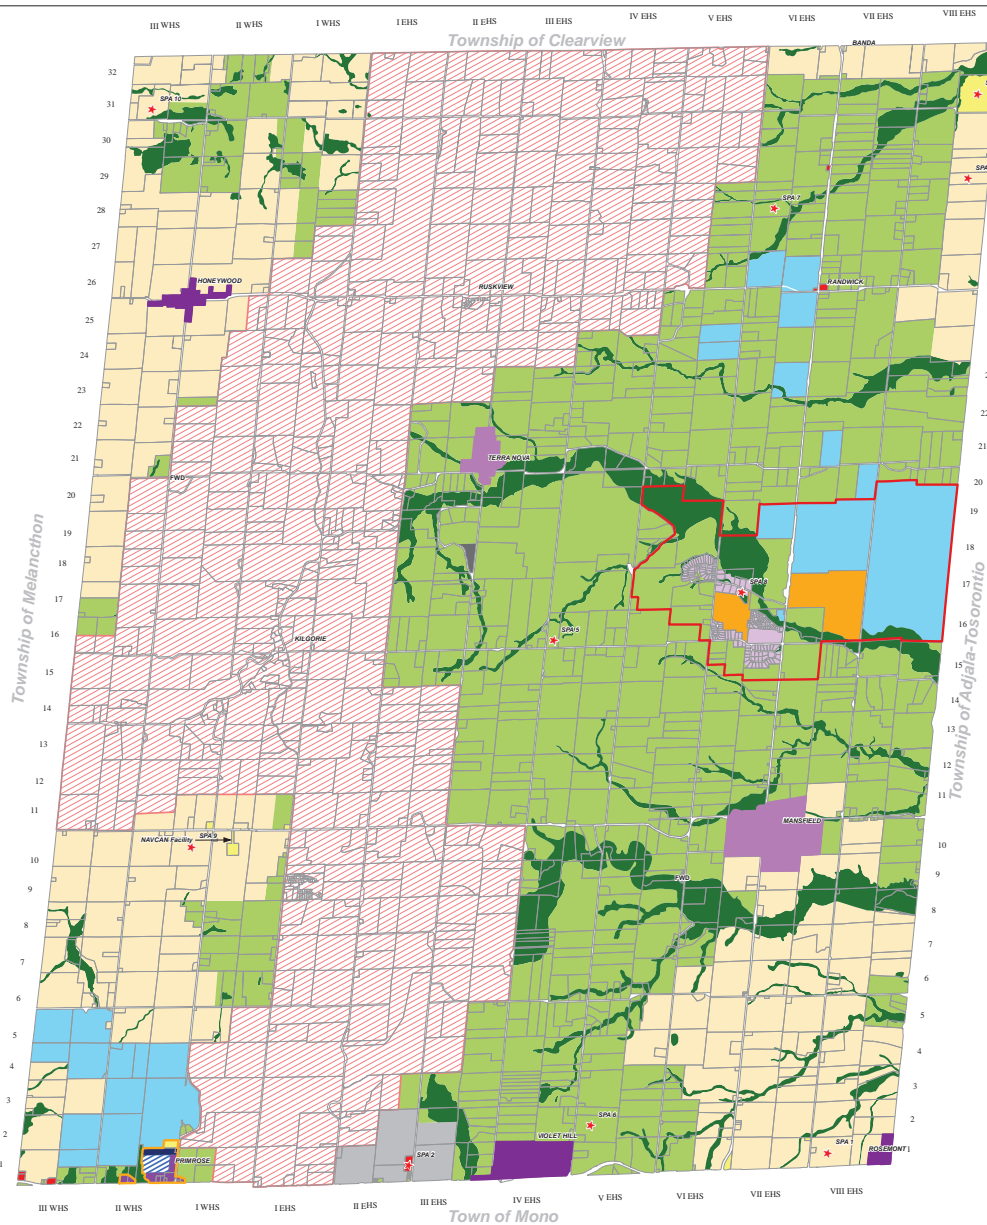 III WHS
II WHS
I WHS
I EHS
II EHS
III EHS
IV EHS
V EHS
VI EHS
VII EHS
VIII EHS
Township of Clearview
BANDA
32
31
30
29
28
27
26
25
24
23
22
21
20
19
18
17
16
15
14
13
12
11
10
9
8
7
6
5
4
3
2
1
SPA 10
SPA 7
HONEYWOOD
RUSKVIEW
RANDWICK
TERRA NOVA
FWD
SPA 8
SPA 5
KILGORIE
Township of Melancthon
Township of Adjala-Tosorontio
22
21
20
19
18
17
16
15
14
13
12
11
10
9
8
7
6
5
4
3
2
MANSFIELD
SPA 9
NAVCAN Facility
FWD
SPA 6
VIOLET HILL
SPA 2
PRIMROSE
SPA 1
ROSEMONT
III WHS
II WHS
I WHS
I EHS
II EHS
III EHS
IV EHS
V EHS
VI EHS
VII EHS
VIII EHS
Town of Mono